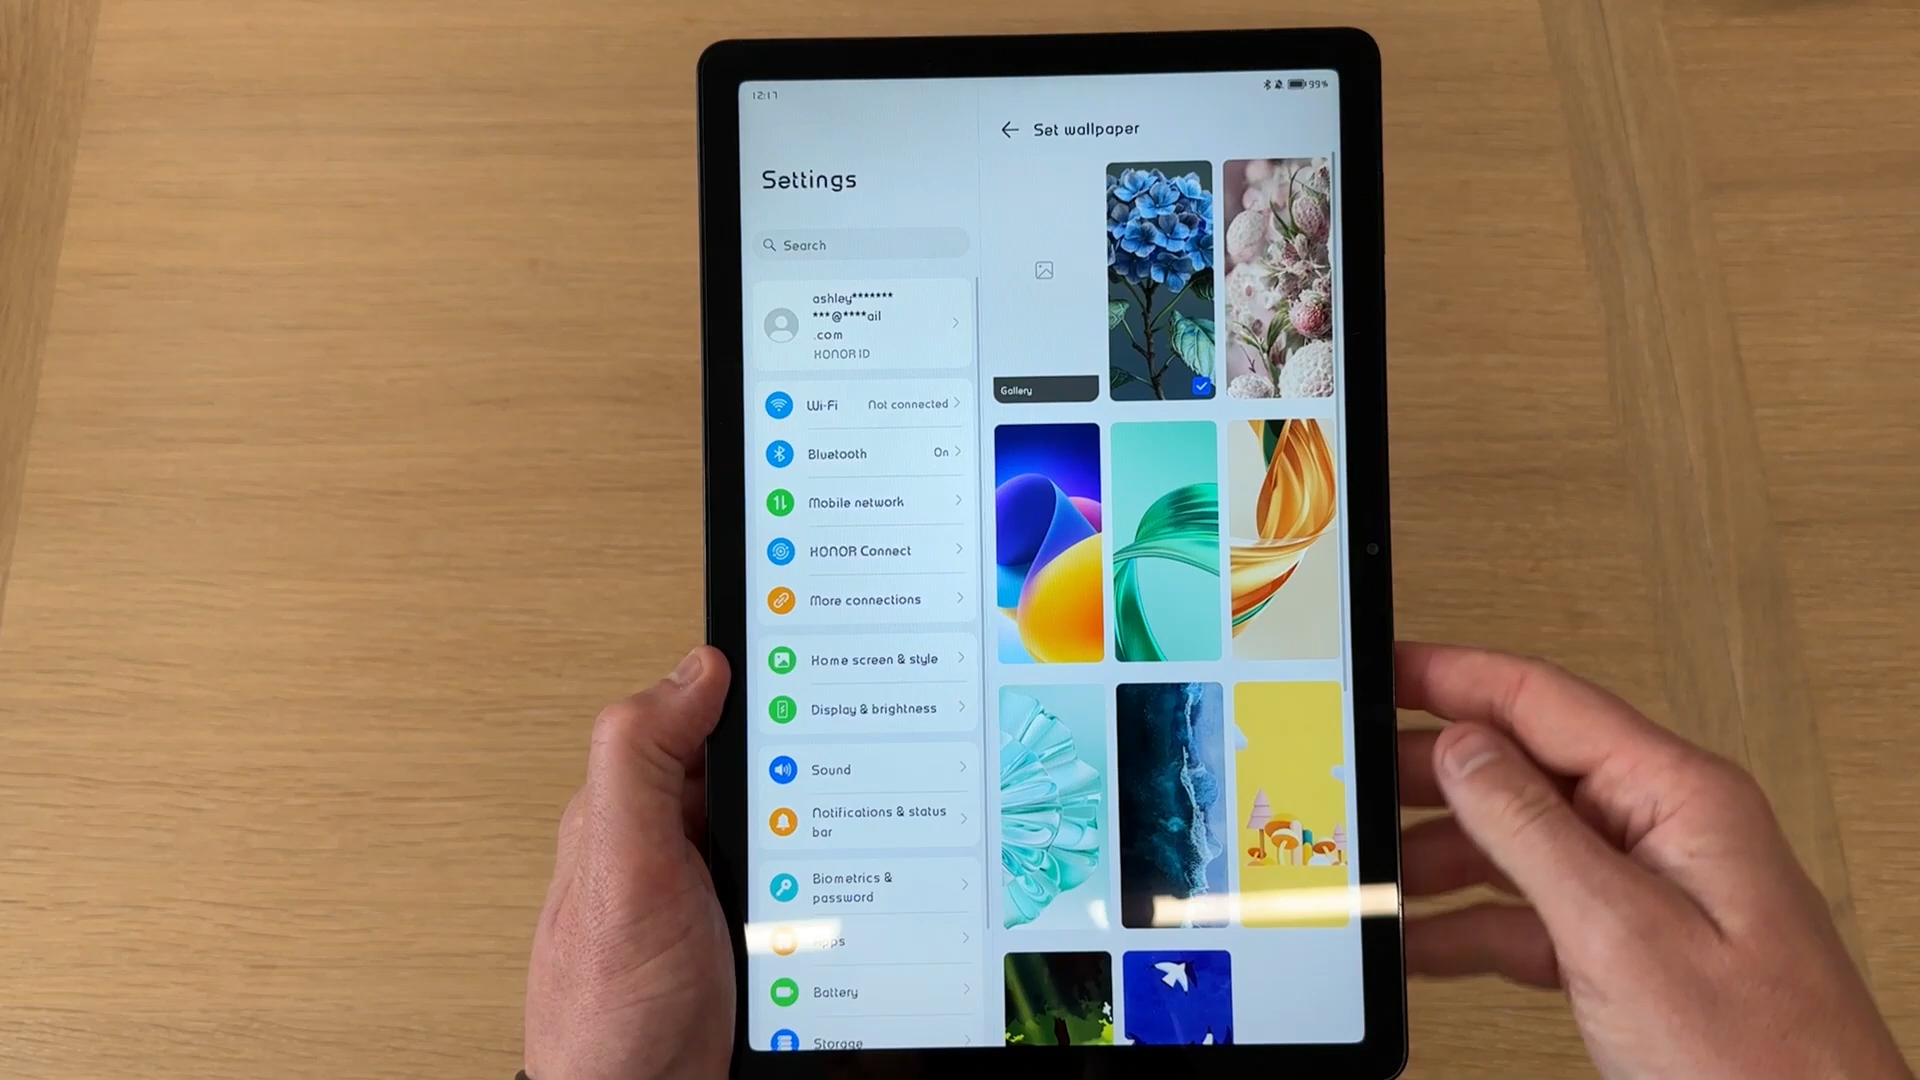 12:17
99%
Settings
Set wallpaper
Search
ashley*******
***@****ail
.com
HONOR ID
Gallery
Wi-Fi Not connected
Bluetooth On
Mobile network
HONOR Connect
More connections
Home screen & style
Display & brightness
Sound
Notifications & status
bar
Biometrics &
password
Apps
Battery
Storage